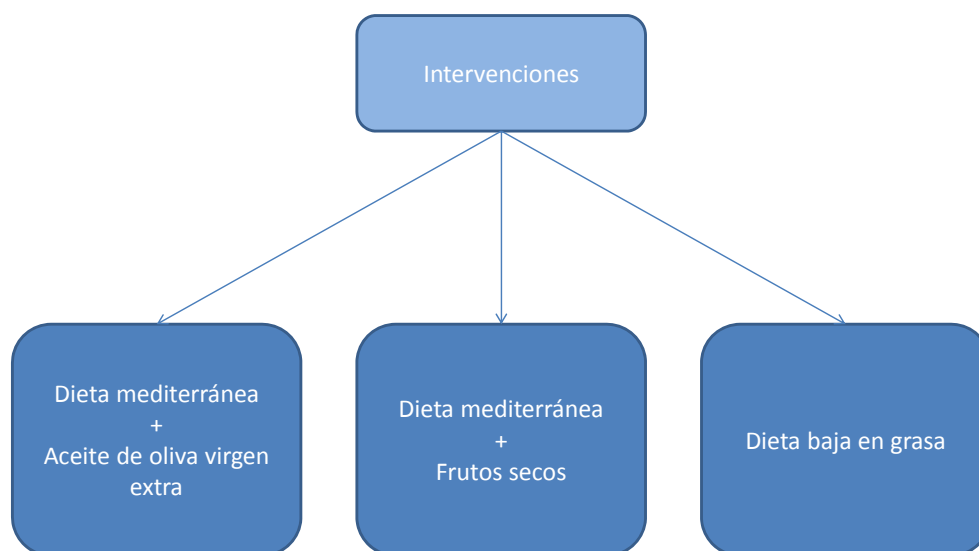 Intervenciones
Dieta mediterránea
+
Aceite de oliva virgen
extra
Dieta mediterránea
+
Frutos secos
Dieta baja en grasa